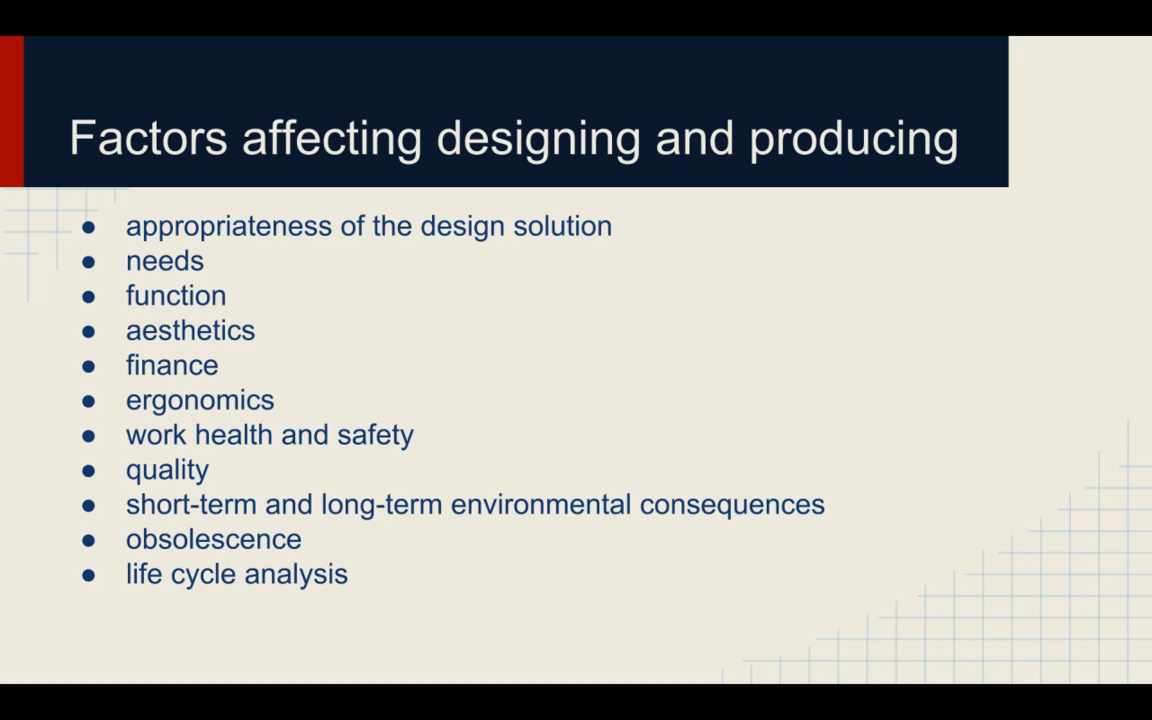 Factors affecting designing and producing
● appropriateness of the design solution
● needs
● function
● aesthetics
● finance
● ergonomics
● work health and safety
● quality
● short-term and long-term environmental consequences
● obsolescence
● life cycle analysis